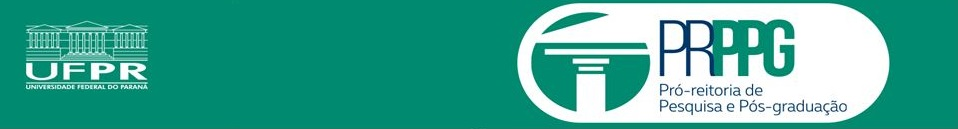 UFPR
UNIVERSIDADE FEDERAL DO PARANÁ
PRPPG
Pró-reitoria de
Pesquisa e Pós-graduação